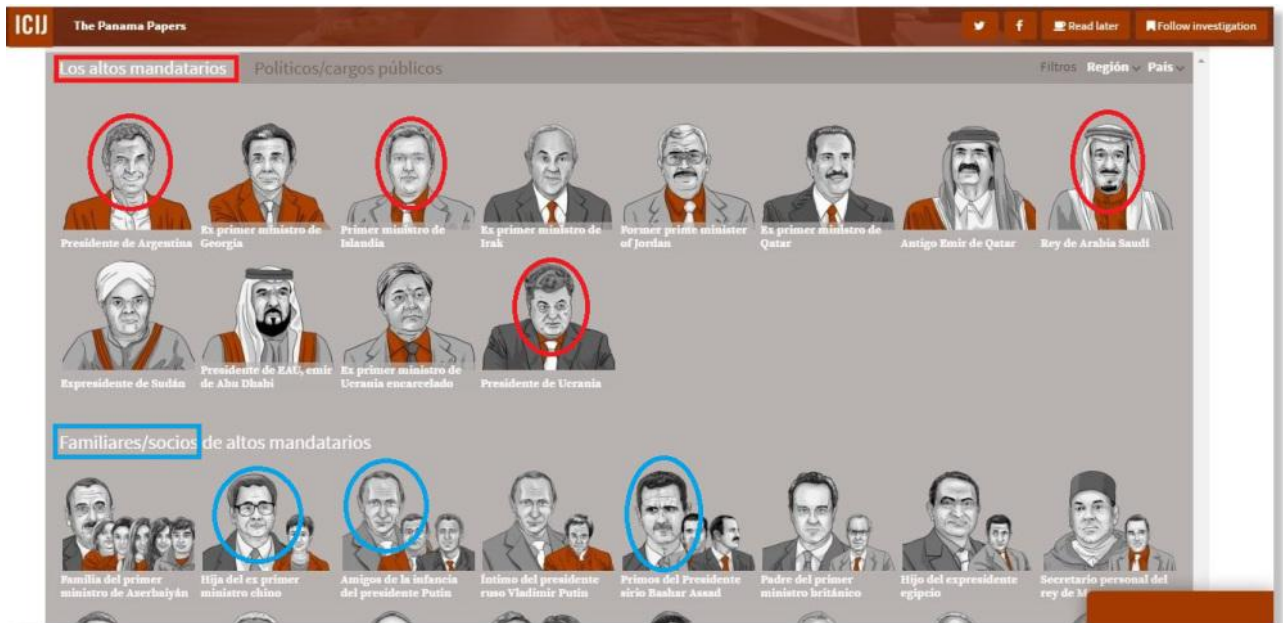 ICIJ The Panama Papers Read later Follow investigation
Los altos mandatarios Políticos/cargos públicos Filtros Región País
Presidente de Argentina
Ex primer ministro de
Georgia
Primer ministro de
Islandia
Ex primer ministro de
Irak
Former prime minister
of Jordan
Ex primer ministro de
Qatar
Antigo Emir de Qatar
Rey de Arabia Saudí
Expresidente de Sudán
Presidente de EAU, emir
de Abu Dhabi
Ex primer ministro de
Ucrania encarcelado
Presidente de Ucrania
Familiares/socios de altos mandatarios
Familia del primer
ministro de Azerbaiyán
Hija del ex primer
ministro chino
Amigos de la infancia
del presidente Putin
Íntimo del presidente
ruso Vladimir Putin
Primos del Presidente
sirio Bashar Assad
Padre del primer
ministro británico
Hijo del expresidente
egipcio
Secretario personal del
rey de